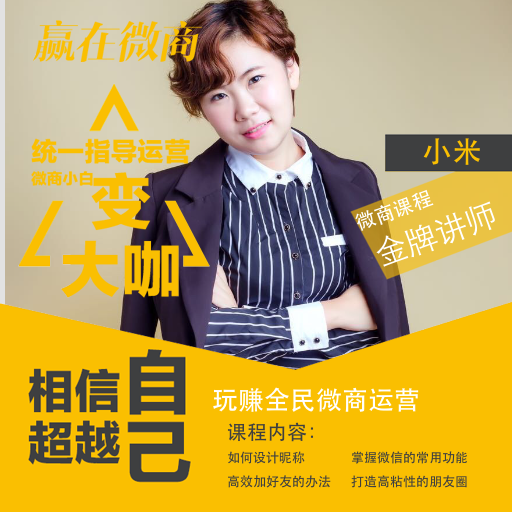 赢在微商
统一指导运营
微商小白
变
大咖
小米
微商课程
金牌讲师
相信自己
超越
玩赚全民微商运营
课程内容：
如何设计昵称 掌握微信的常用功能
高效加好友的办法 打造高粘性的朋友圈